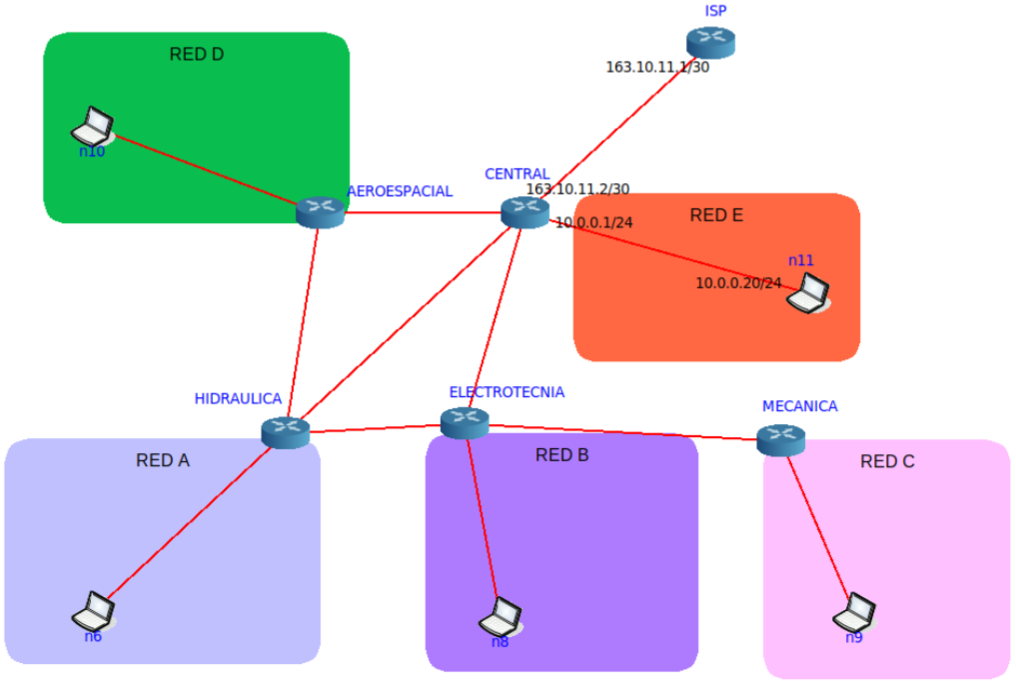 ISP
RED D
163.10.11.1/30
n10
CENTRAL
AEROESPACIAL
163.10.11.2/30
RED E
10.0.0.1/24
n11
10.0.0.20/24
HIDRAULICA
ELECTROTECNIA
MECANICA
RED A
RED B
RED C
n6
n8
n9